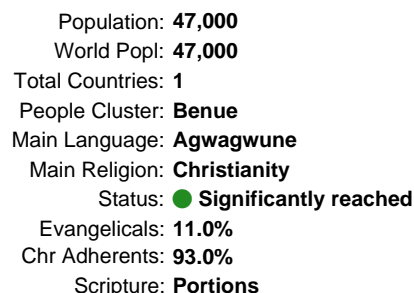 Population: 47,000
World Popl: 47,000
Total Countries: 1
People Cluster: Benue
Main Language: Agwagwune
Main Religion: Christianity
Status: Significantly reached
Evangelicals: 11.0%
Chr Adherents: 93.0%
Scripture: Portions